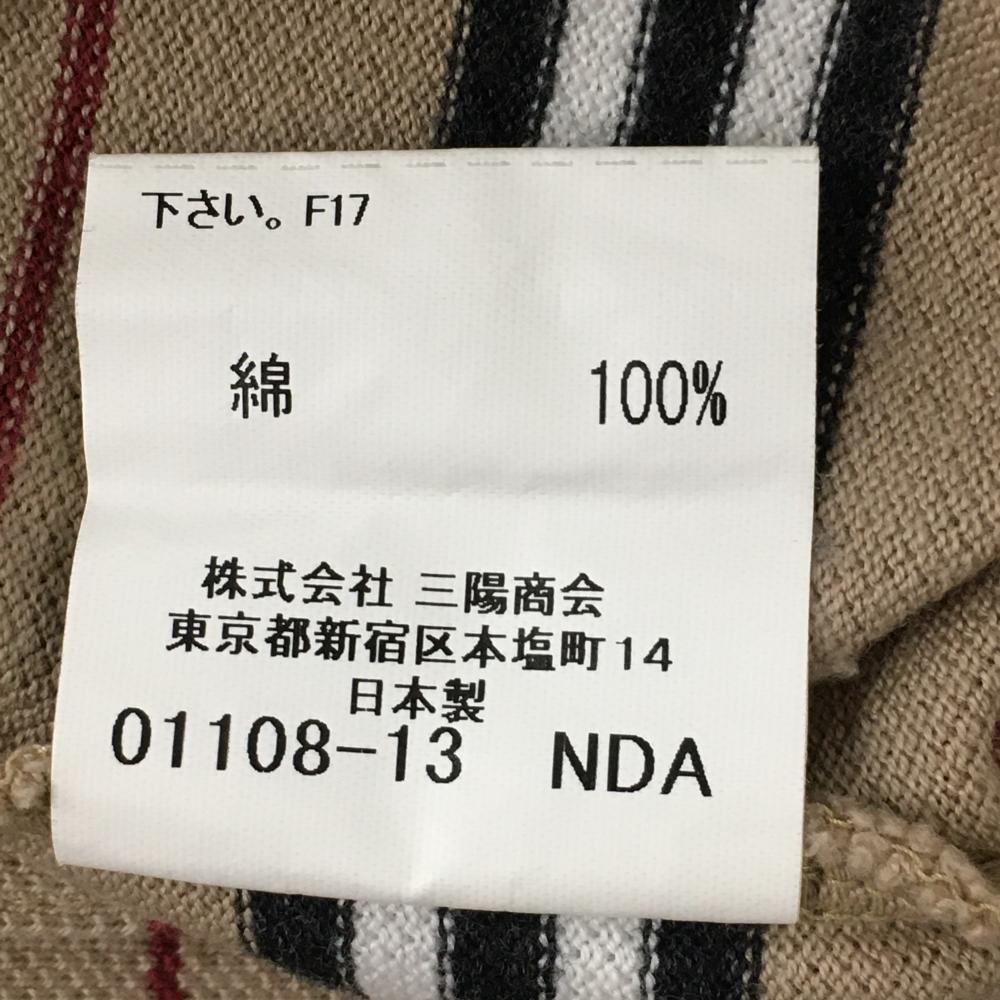 下さい。F17
綿 100%
株式会社 三陽商会
東京都新宿区本塩町14
日本製
01108-13 NDA